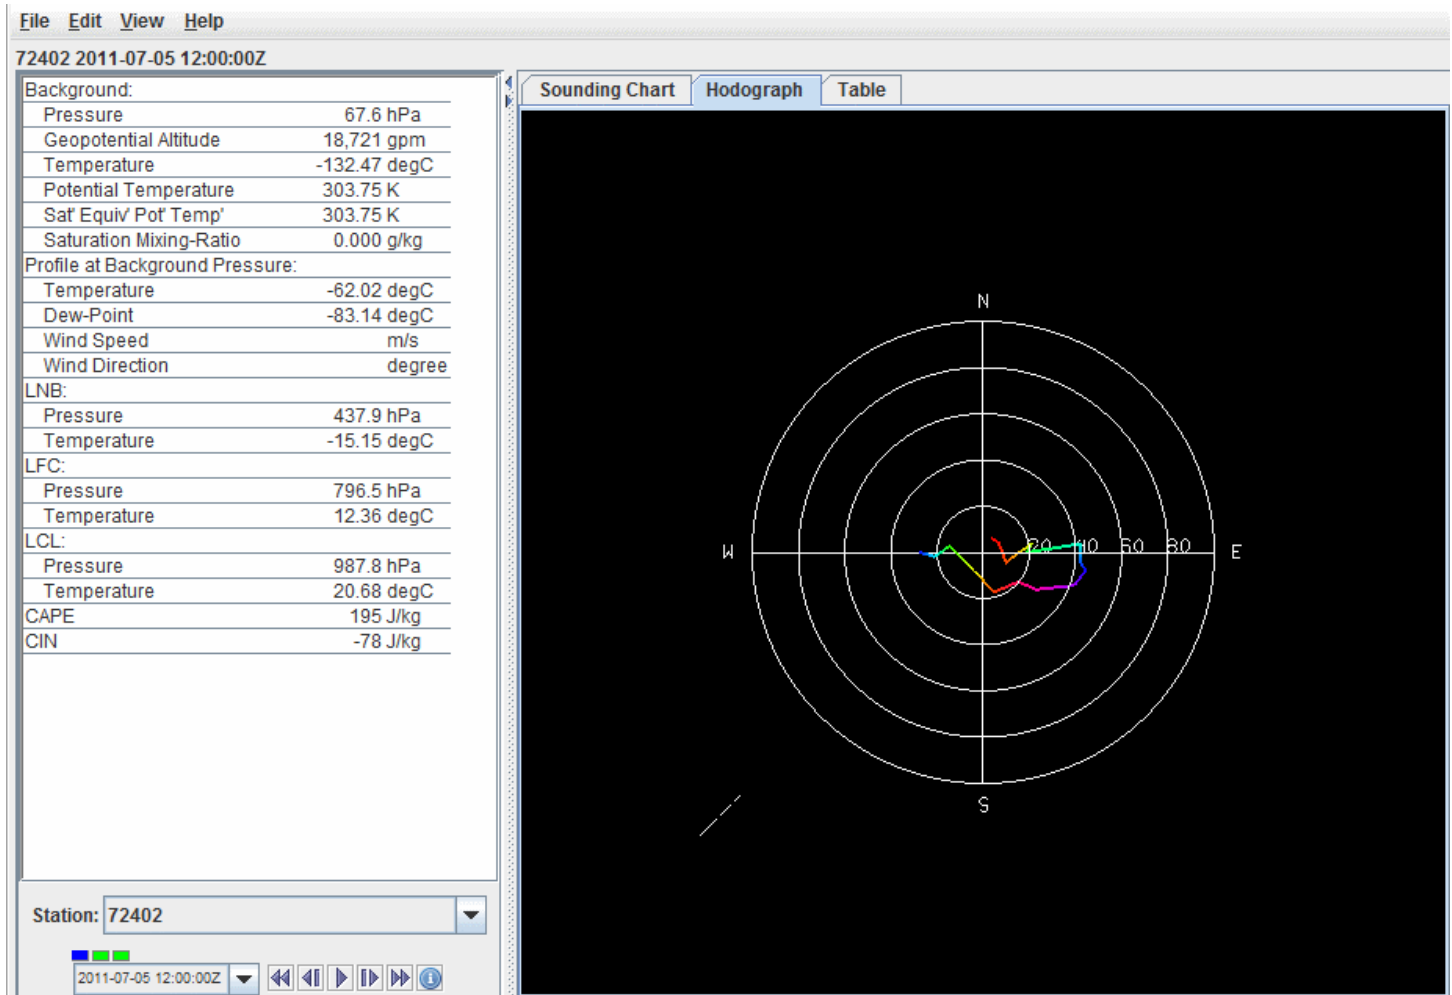 File Edit View Help
72402 2011-07-05 12:00:00Z
Background:
Pressure 67.6 hPa
Geopotential Altitude 18,721 gpm
Temperature -132.47 degC
Potential Temperature 303.75 K
Sat' Equiv' Pot' Temp' 303.75 K
Saturation Mixing-Ratio 0.000 g/kg
Profile at Background Pressure:
Temperature -62.02 degC
Dew-Point -83.14 degC
Wind Speed m/s
Wind Direction degree
LNB:
Pressure 437.9 hPa
Temperature -15.15 degC
LFC:
Pressure 796.5 hPa
Temperature 12.36 degC
LCL:
Pressure 987.8 hPa
Temperature 20.68 degC
CAPE 195 J/kg
CIN -78 J/kg
Station: 72402
2011-07-05 12:00:00Z
Sounding Chart Hodograph Table
N
W 20 40 60 80 E
S